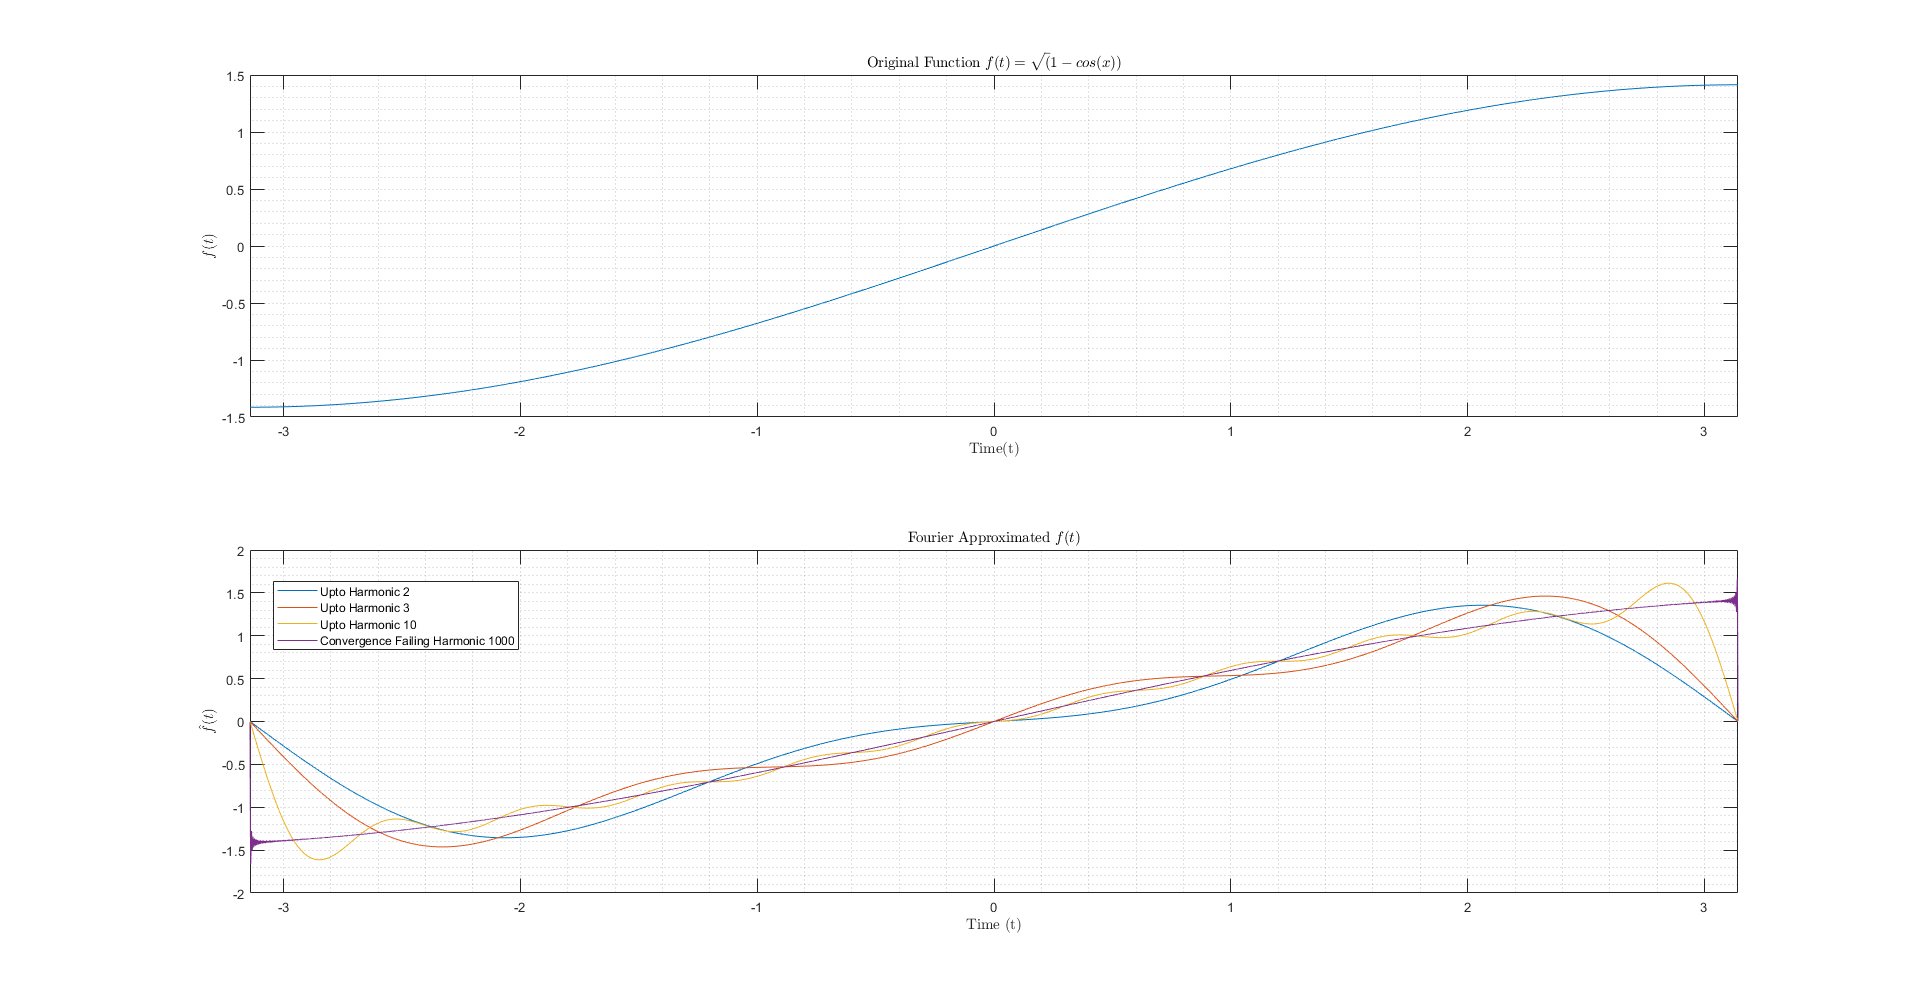 Original Function f(t) = √(1 − cos(x))
1.5
1
0.5
0
-0.5
-1
-1.5
f(t)
-3 -2 -1 0 1 2 3
Time(t)
Fourier Approximated f(t)
2
1.5
1
0.5
0
-0.5
-1
-1.5
-2
f̂(t)
Upto Harmonic 2
Upto Harmonic 3
Upto Harmonic 10
Convergence Failing Harmonic 1000
-3 -2 -1 0 1 2 3
Time (t)